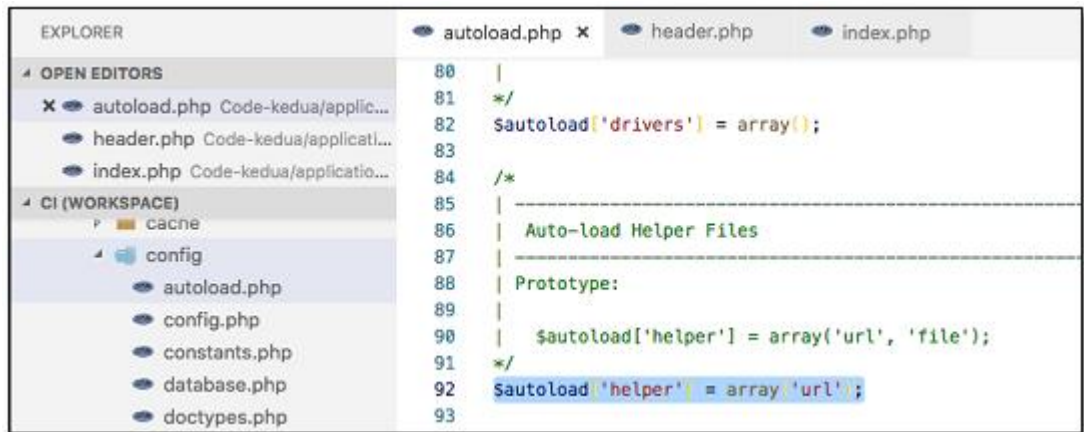 EXPLORER
OPEN EDITORS
autoload.php Code-kedua/applic...
header.php Code-kedua/applicati...
index.php Code-kedua/applicatio...
CI (WORKSPACE)
cache
config
autoload.php
config.php
constants.php
database.php
doctypes.php
autoload.php × header.php index.php
80 |
81 */
82 $autoload['drivers'] = array();
83
84 /*
85 | -------------------------------------------------------------------
86 | Auto-load Helper Files
87 | -------------------------------------------------------------------
88 | Prototype:
89 |
90 | $autoload['helper'] = array('url', 'file');
91 */
92 $autoload['helper'] = array('url');
93